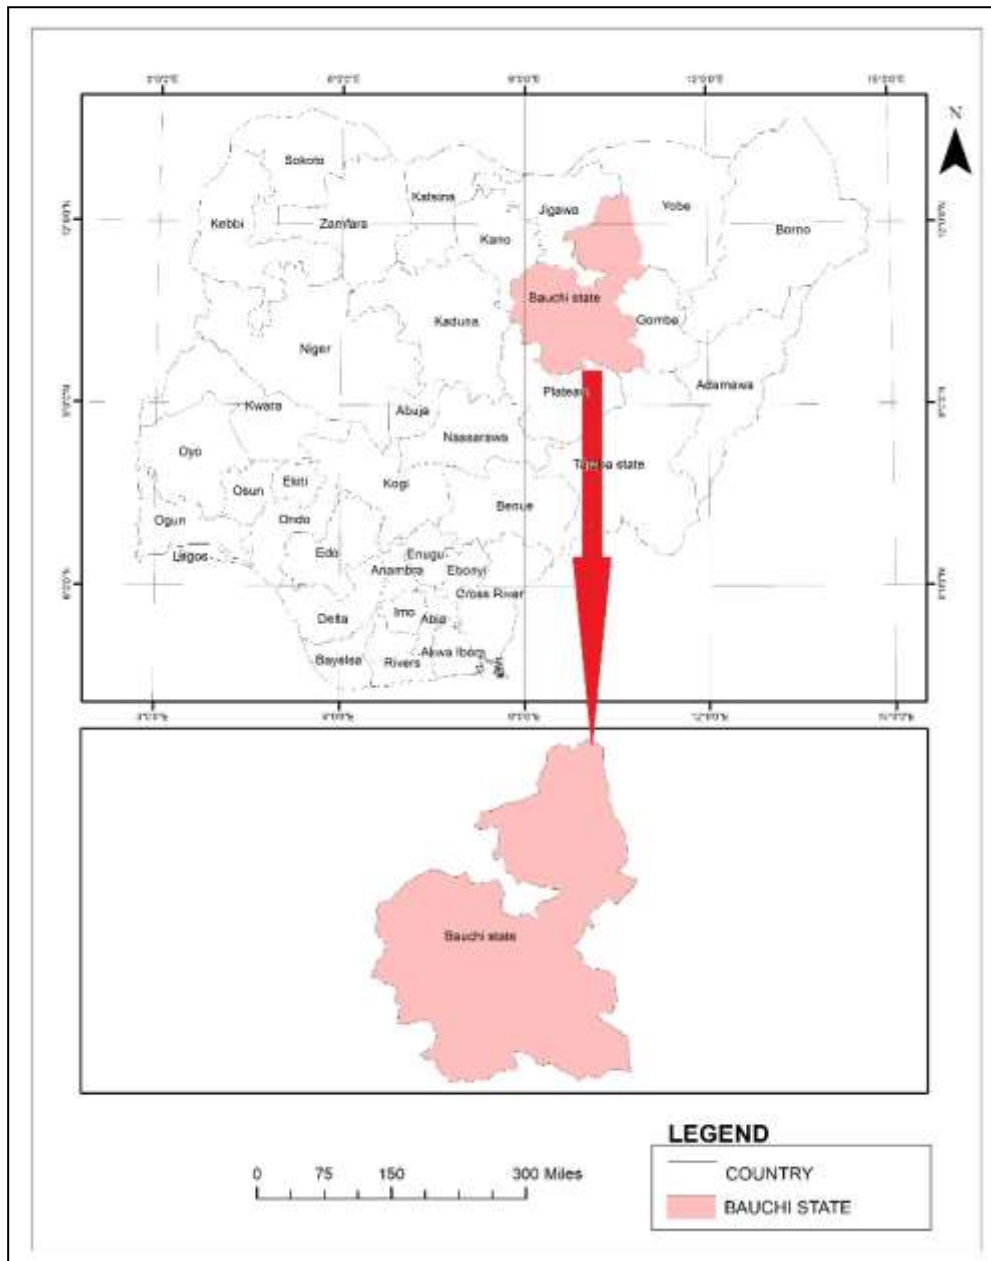 N
Sokoto
Katsina
Jigawa
Yobe
Kebbi
Zamfara
Kano
Borno
Bauchi state
Kaduna
Gombe
Niger
Adamawa
Plateau
Kwara
Abuja
Nassarawa
Oyo
Kogi
Ekiti
Osun
Benue
Ogun
Ondo
Lagos
Edo
Enugu
Anambra
Ebonyi
Cross River
Imo
Abia
Delta
Akwa Ibom
Bayelsa
Rivers
Bauchi state
LEGEND
COUNTRY
BAUCHI STATE
0 75 150 300 Miles